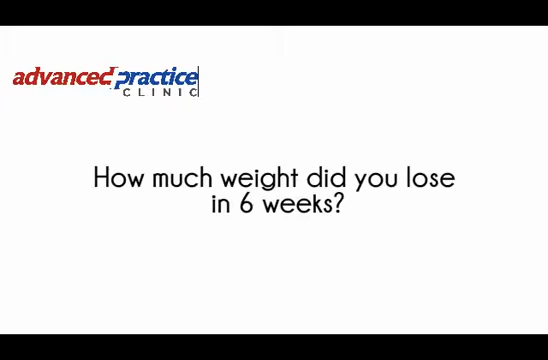 advanced practice
CLINIC
How much weight did you lose
in 6 weeks?